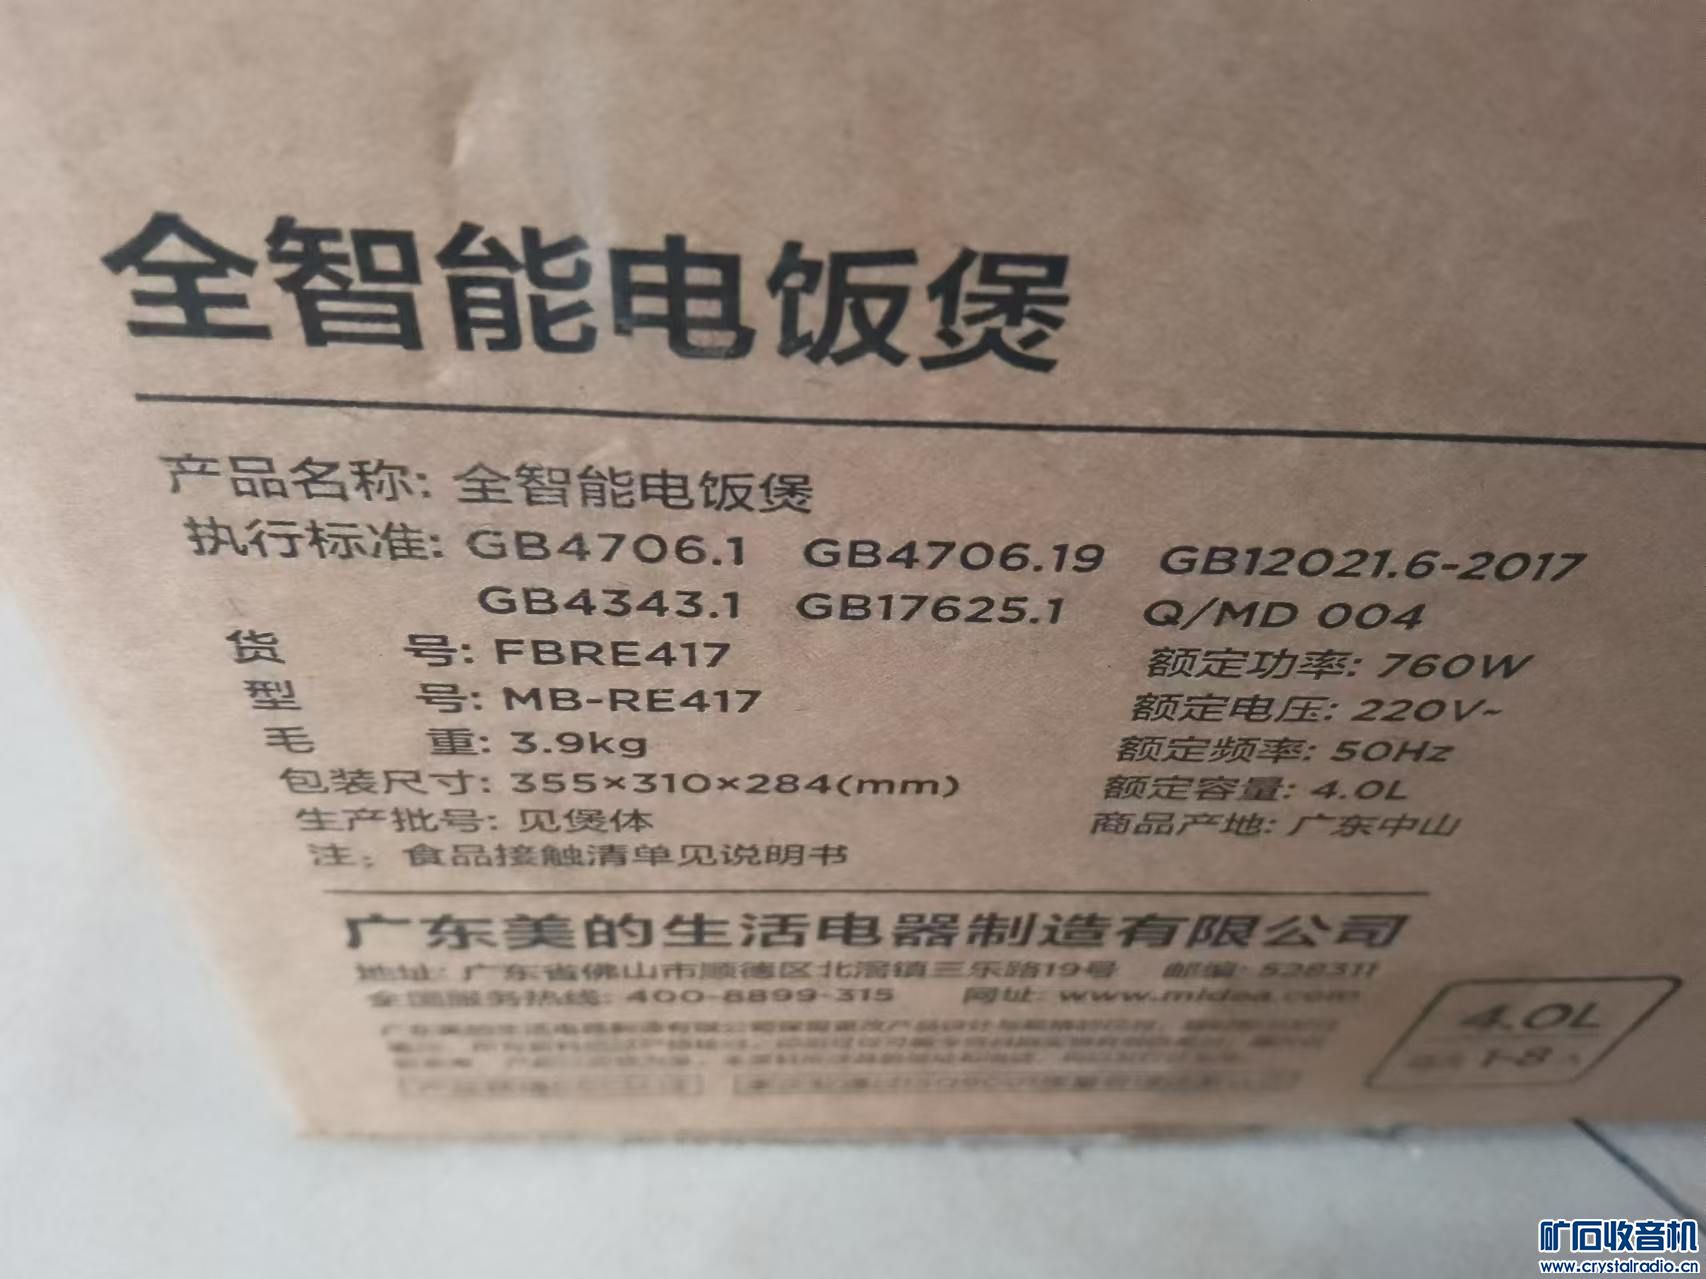 全智能电饭煲
产品名称: 全智能电饭煲
执行标准: GB4706.1 GB4706.19 GB12021.6-2017
GB4343.1 GB17625.1 Q/MD 004
货 号: FBRE417 额定功率: 760W
型 号: MB-RE417 额定电压: 220V~
毛 重: 3.9kg 额定频率: 50Hz
包装尺寸: 355×310×284(mm) 额定容量: 4.0L
生产批号: 见煲体 商品产地: 广东中山
注: 食品接触清单见说明书
广东美的生活电器制造有限公司
地址: 广东省佛山市顺德区北滘镇三乐路19号 邮编: 528311
全国服务热线: 400-8899-315 网址: www.midea.com
4.0L
1-8人
矿石收音机
www.crystalradio.cn